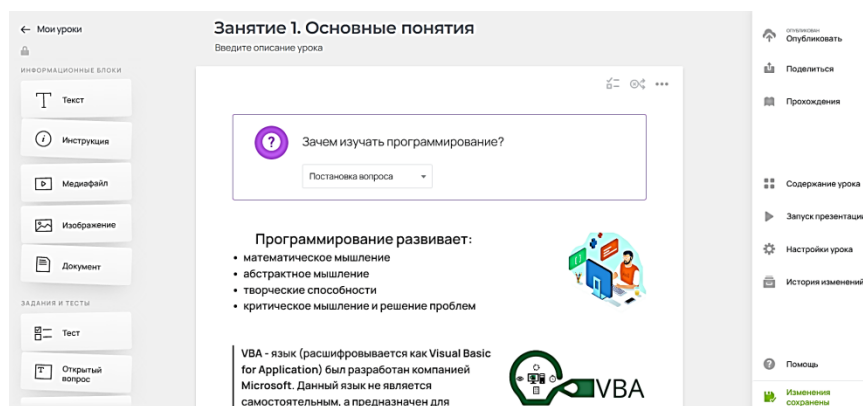 ← Мои уроки
ИНФОРМАЦИОННЫЕ БЛОКИ
Текст
Инструкция
Медиафайл
Изображение
Документ
ЗАДАНИЯ И ТЕСТЫ
Тест
Открытый
вопрос
Занятие 1. Основные понятия
Введите описание урока
Зачем изучать программирование?
Постановка вопроса
Программирование развивает:
• математическое мышление
• абстрактное мышление
• творческие способности
• критическое мышление и решение проблем
VBA - язык (расшифровывается как Visual Basic
for Application) был разработан компанией
Microsoft. Данный язык не является
самостоятельным, а предназначен для
VBA
ОПУБЛИКОВАН
Опубликовать
Поделиться
Прохождения
Содержание урока
Запуск презентации
Настройки урока
История изменений
Помощь
Изменения
сохранены